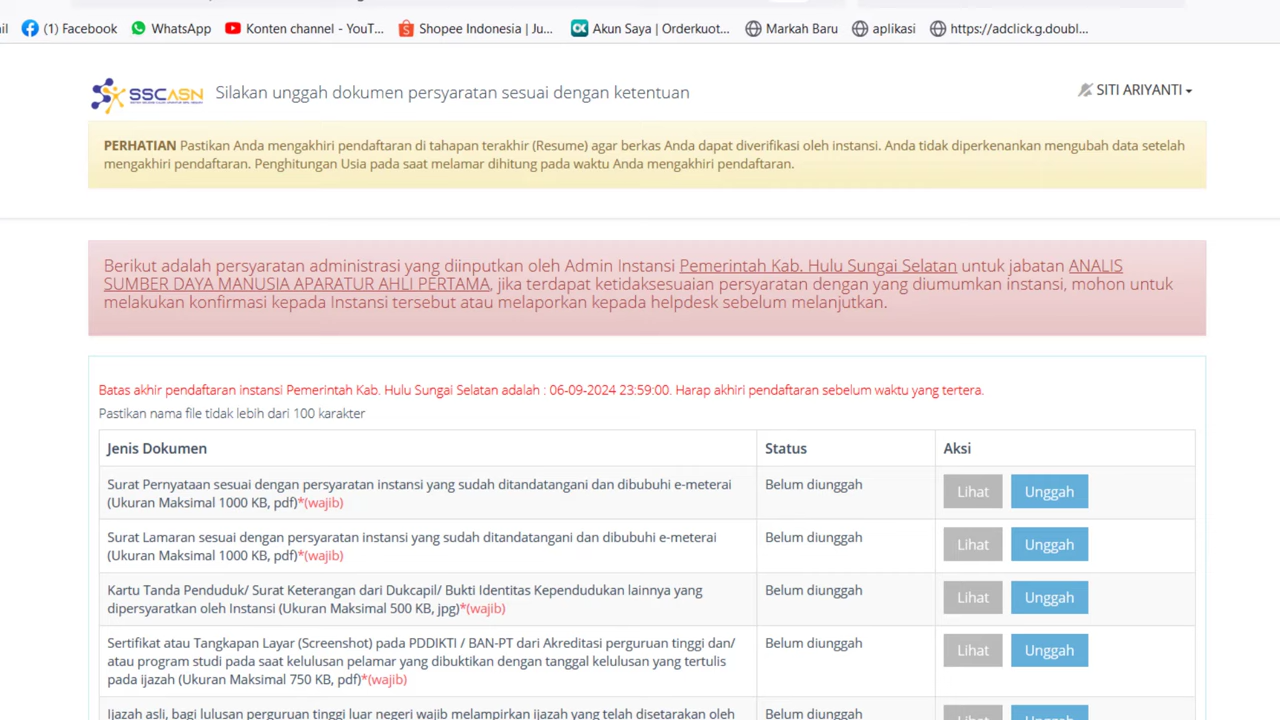 (1) Facebook WhatsApp Konten channel - YouT... Shopee Indonesia | Ju... Akun Saya | Orderkuot... Markah Baru aplikasi https://adclick.g.doubl...
SSCASN Silakan unggah dokumen persyaratan sesuai dengan ketentuan SITI ARIYANTI
PERHATIAN Pastikan Anda mengakhiri pendaftaran di tahapan terakhir (Resume) agar berkas Anda dapat diverifikasi oleh instansi. Anda tidak diperkenankan mengubah data setelah
mengakhiri pendaftaran. Penghitungan Usia pada saat melamar dihitung pada waktu Anda mengakhiri pendaftaran.
Berikut adalah persyaratan administrasi yang diinputkan oleh Admin Instansi Pemerintah Kab. Hulu Sungai Selatan untuk jabatan ANALIS
SUMBER DAYA MANUSIA APARATUR AHLI PERTAMA, jika terdapat ketidaksesuaian persyaratan dengan yang diumumkan instansi, mohon untuk
melakukan konfirmasi kepada Instansi tersebut atau melaporkan kepada helpdesk sebelum melanjutkan.
Batas akhir pendaftaran instansi Pemerintah Kab. Hulu Sungai Selatan adalah : 06-09-2024 23:59:00. Harap akhiri pendaftaran sebelum waktu yang tertera.
Pastikan nama file tidak lebih dari 100 karakter
Jenis Dokumen Status Aksi
Surat Pernyataan sesuai dengan persyaratan instansi yang sudah ditandatangani dan dibubuhi e-meterai Belum diunggah Lihat Unggah
(Ukuran Maksimal 1000 KB, pdf)*(wajib)
Surat Lamaran sesuai dengan persyaratan instansi yang sudah ditandatangani dan dibubuhi e-meterai Belum diunggah Lihat Unggah
(Ukuran Maksimal 1000 KB, pdf)*(wajib)
Kartu Tanda Penduduk/ Surat Keterangan dari Dukcapil/ Bukti Identitas Kependudukan lainnya yang Belum diunggah Lihat Unggah
dipersyaratkan oleh Instansi (Ukuran Maksimal 500 KB, jpg)*(wajib)
Sertifikat atau Tangkapan Layar (Screenshot) pada PDDIKTI / BAN-PT dari Akreditasi perguruan tinggi dan/ Belum diunggah Lihat Unggah
atau program studi pada saat kelulusan pelamar yang dibuktikan dengan tanggal kelulusan yang tertulis
pada ijazah (Ukuran Maksimal 750 KB, pdf)*(wajib)
Ijazah asli, bagi lulusan perguruan tinggi luar negeri wajib melampirkan ijazah yang telah disetarakan oleh Belum diunggah Lihat Unggah